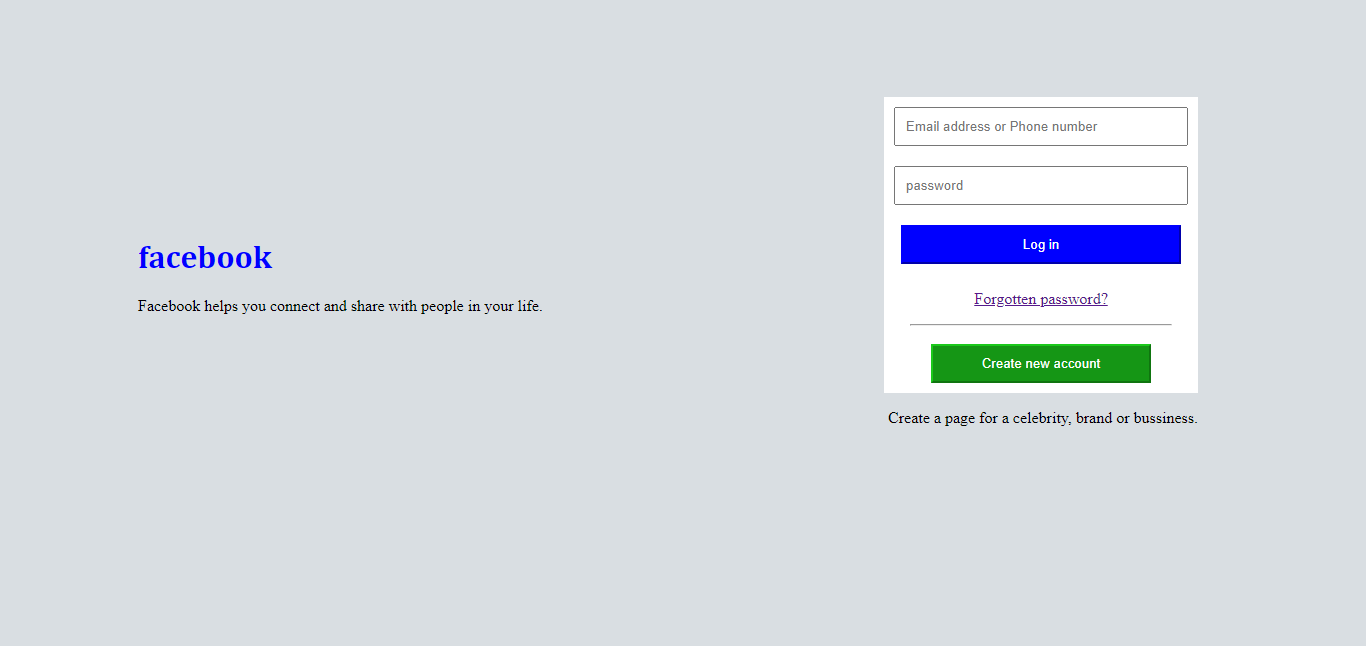 facebook
Facebook helps you connect and share with people in your life.
Email address or Phone number
password
Log in
Forgotten password?
Create new account
Create a page for a celebrity, brand or bussiness.